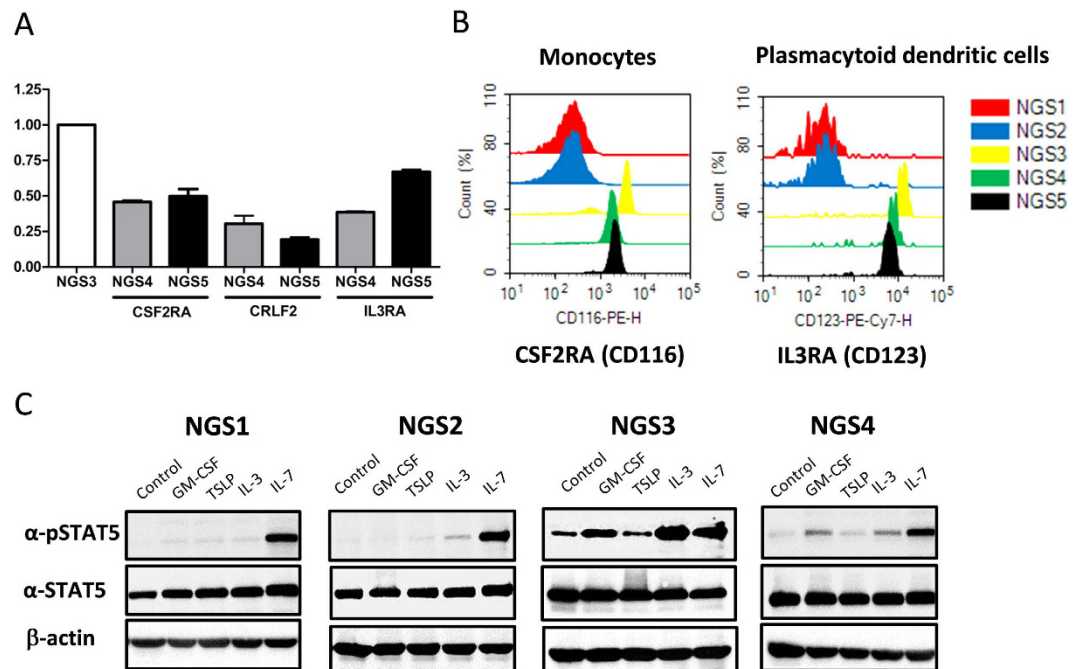 A
1.25
1.00
0.75
0.50
0.25
0.00
NGS3 NGS4 NGS5 NGS4 NGS5 NGS4 NGS5
CSF2RA CRLF2 IL3RA
B
Monocytes
Count (%)
110
80
40
0
10¹ 10² 10³ 10⁴ 10⁵
CD116-PE-H
CSF2RA (CD116)
Plasmacytoid dendritic cells
Count (%)
110
80
40
0
10¹ 10² 10³ 10⁴ 10⁵
CD123-PE-Cy7-H
IL3RA (CD123)
NGS1
NGS2
NGS3
NGS4
NGS5
C
NGS1 NGS2 NGS3 NGS4
Control GM-CSF TSLP IL-3 IL-7 Control GM-CSF TSLP IL-3 IL-7 Control GM-CSF TSLP IL-3 IL-7 Control GM-CSF TSLP IL-3 IL-7
α-pSTAT5
α-STAT5
β-actin